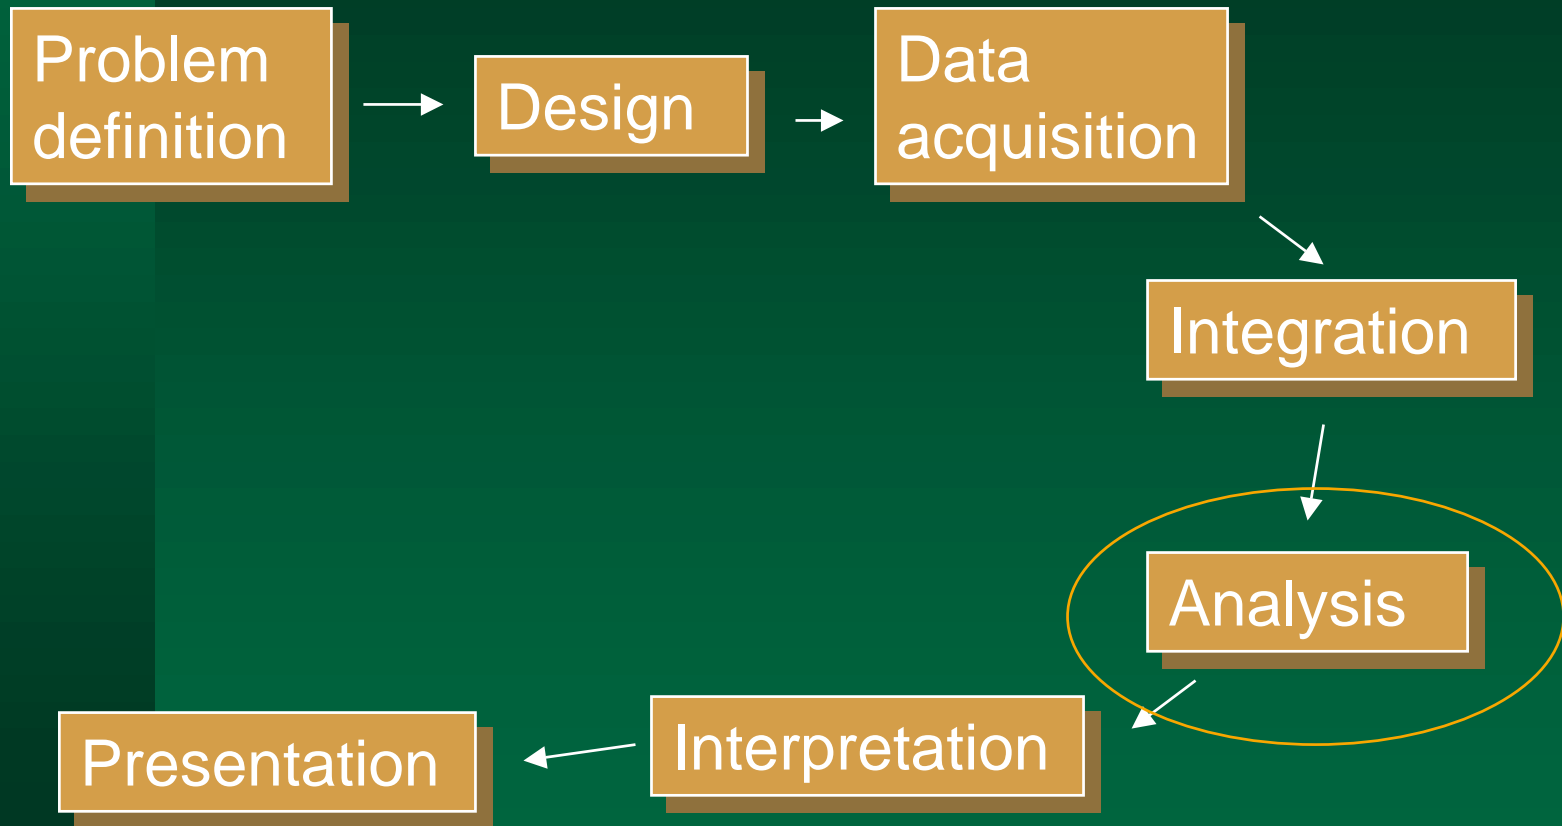 Problem
definition
Design
Data
acquisition
Integration
Analysis
Interpretation
Presentation